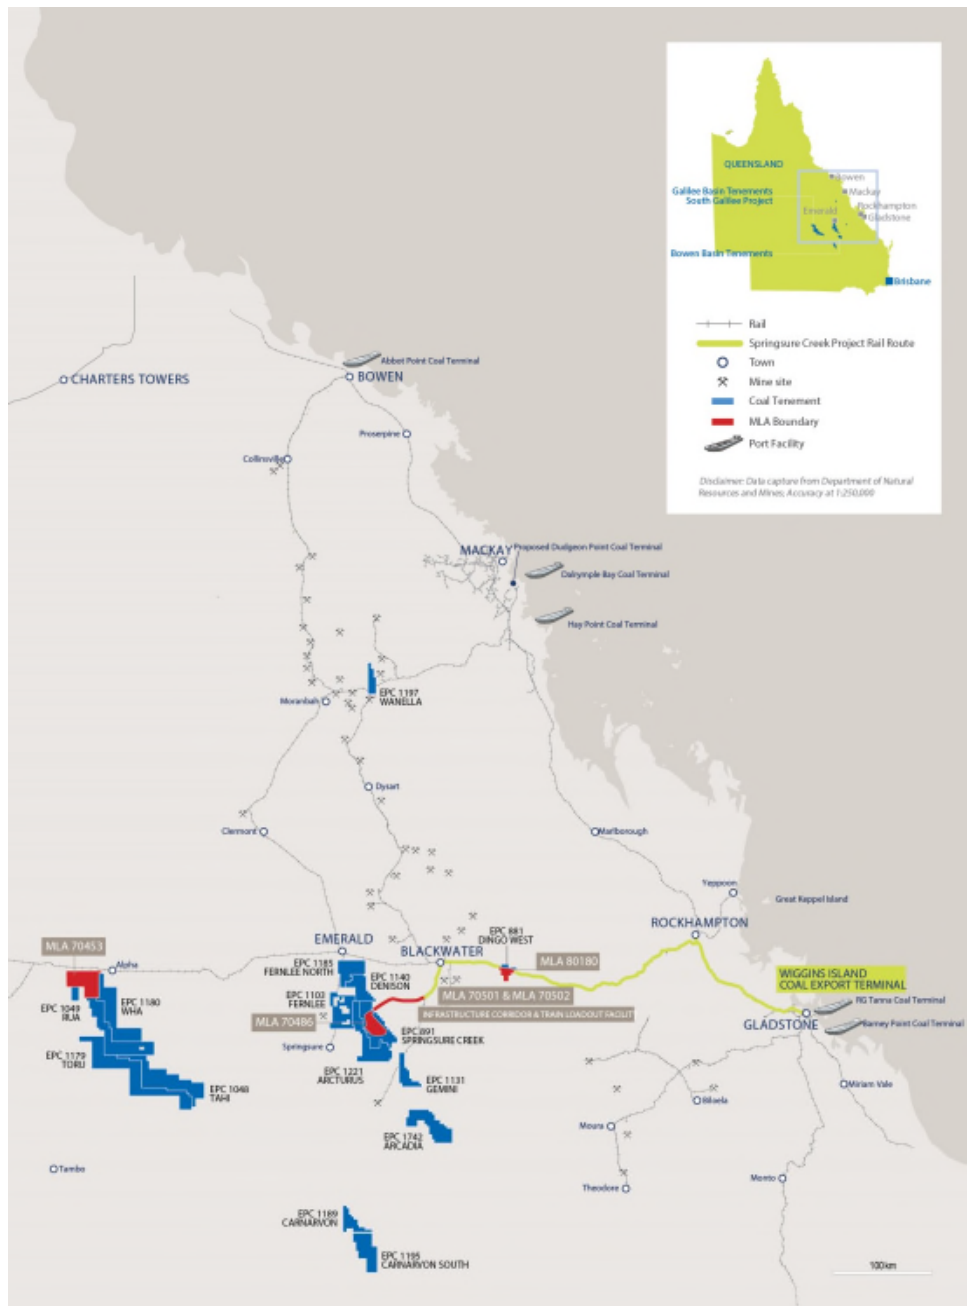 QUEENSLAND
Bowen
Galilee Basin Tenements
Mackay
South Galilee Project
Rockhampton
Emerald
Gladstone
Bowen Basin Tenements
Brisbane
Rail
Springsure Creek Project Rail Route
Town
Mine site
Coal Tenement
MLA Boundary
Port Facility
Disclaimer: Data capture from Department of Natural
Resources and Mines; Accuracy at 1:250,000
Abbot Point Coal Terminal
CHARTERS TOWERS
BOWEN
Proserpine
Collinsville
MACKAY
Proposed Dudgeon Point Coal Terminal
Dalrymple Bay Coal Terminal
Hay Point Coal Terminal
EPC 1197
WANELLA
Moranbah
Dysart
Clermont
Marlborough
Yeppoon
Great Keppel Island
ROCKHAMPTON
EMERALD
BLACKWATER
EPC 881
DINGO WEST
MLA 80180
MLA 70453
Alpha
EPC 1185
FERNLEE NORTH
EPC 1140
DENISON
EPC 1103
FERNLEE
MLA 70486
MLA 70501 & MLA 70502
INFRASTRUCTURE CORRIDOR & TRAIN LOADOUT FACILIT
WIGGINS ISLAND
COAL EXPORT TERMINAL
RG Tanna Coal Terminal
GLADSTONE
Barney Point Coal Terminal
EPC 1049
RUA
EPC 1180
WHA
EPC 1179
TORU
EPC 1048
TAHI
Springsure
EPC 891
SPRINGSURE CREEK
EPC 1221
ARCTURUS
EPC 1131
GEMINI
EPC 1742
ARCADIA
Biloela
Miriam Vale
Moura
Theodore
Monto
Tambo
EPC 1189
CARNARVON
EPC 1195
CARNARVON SOUTH
100km